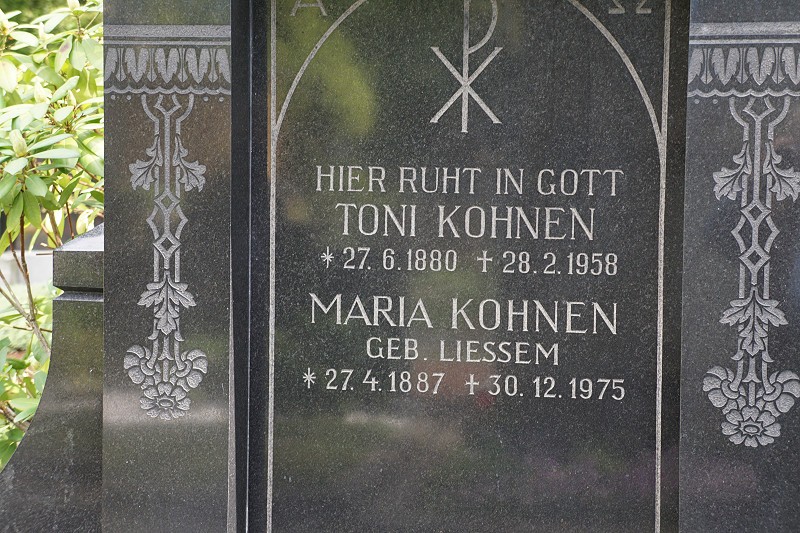 Α Ω
HIER RUHT IN GOTT
TONI KOHNEN
* 27. 6. 1880 † 28. 2. 1958
MARIA KOHNEN
GEB. LIESSEM
* 27. 4. 1887 † 30. 12. 1975